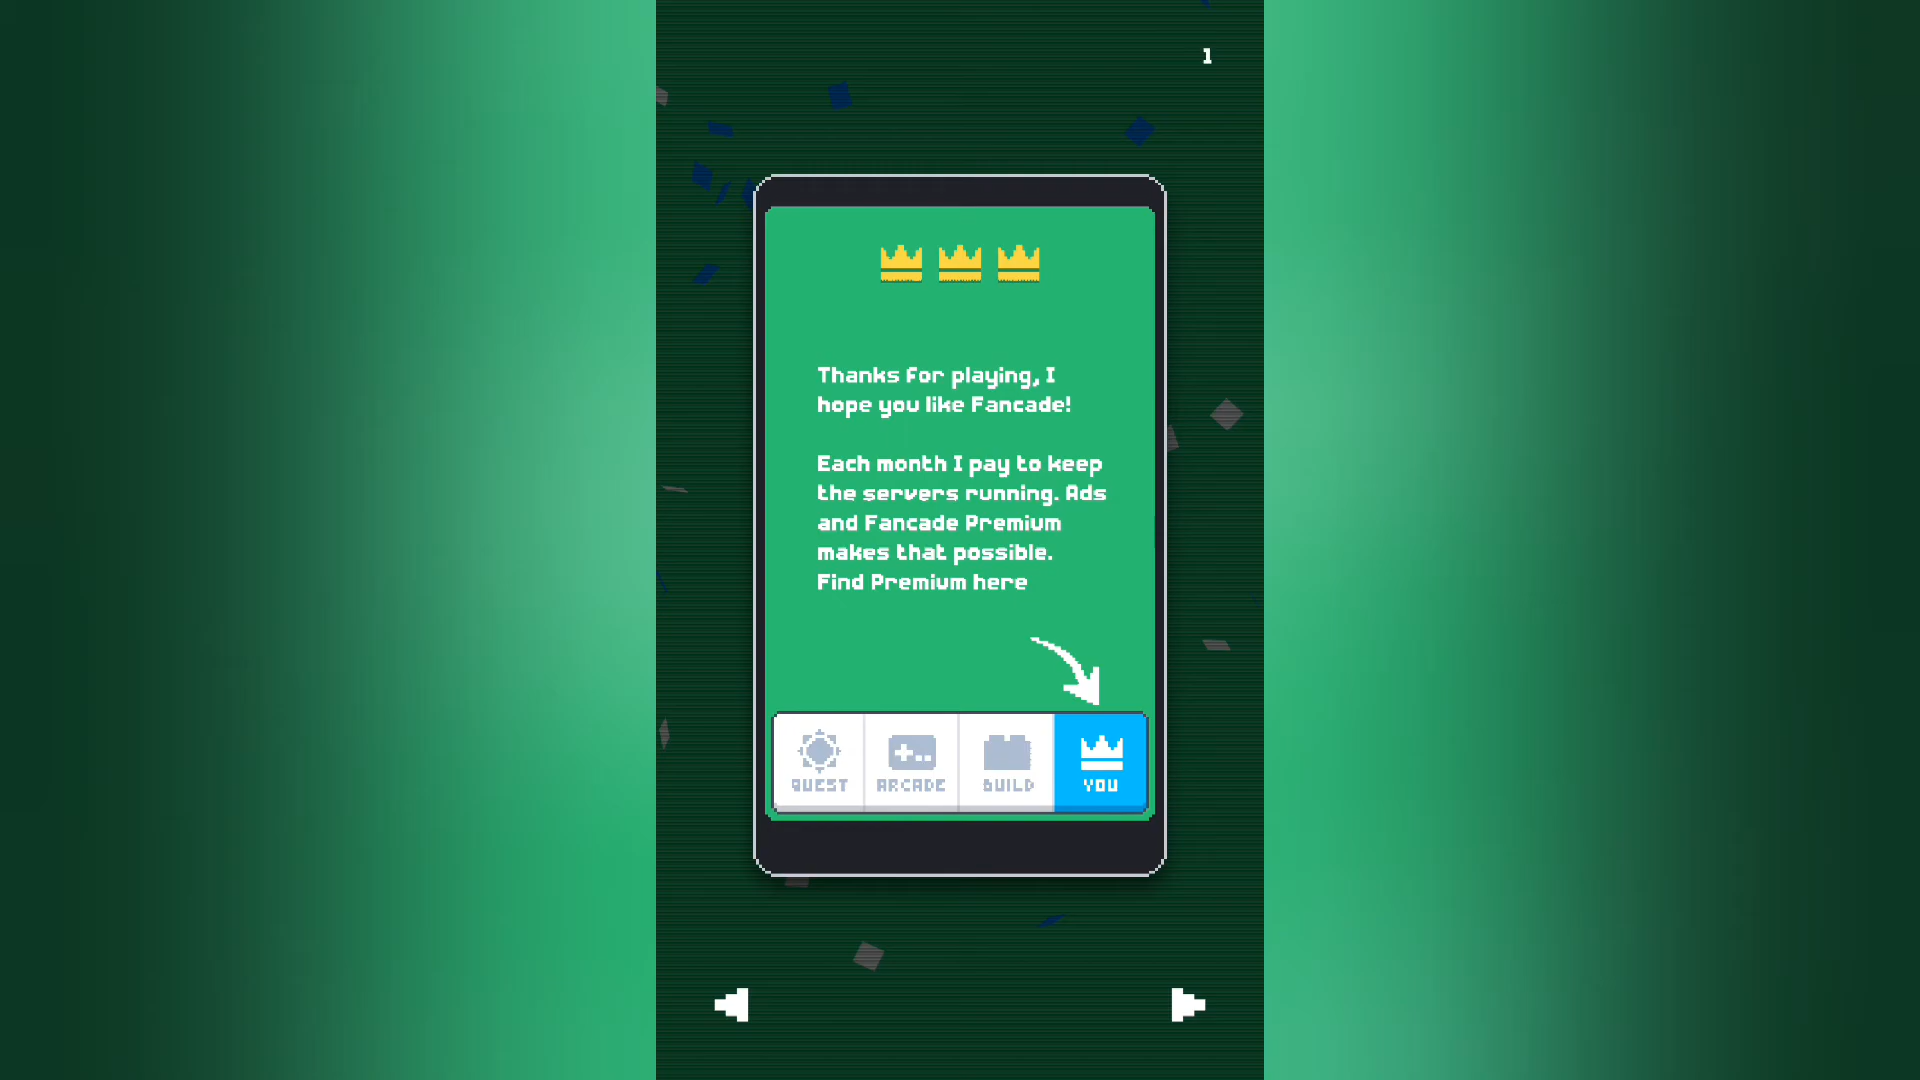 1
Thanks for playing, I
hope you like Fancade!
Each month I pay to keep
the servers running. Ads
and Fancade Premium
makes that possible.
Find Premium here
QUEST ARCADE BUILD YOU